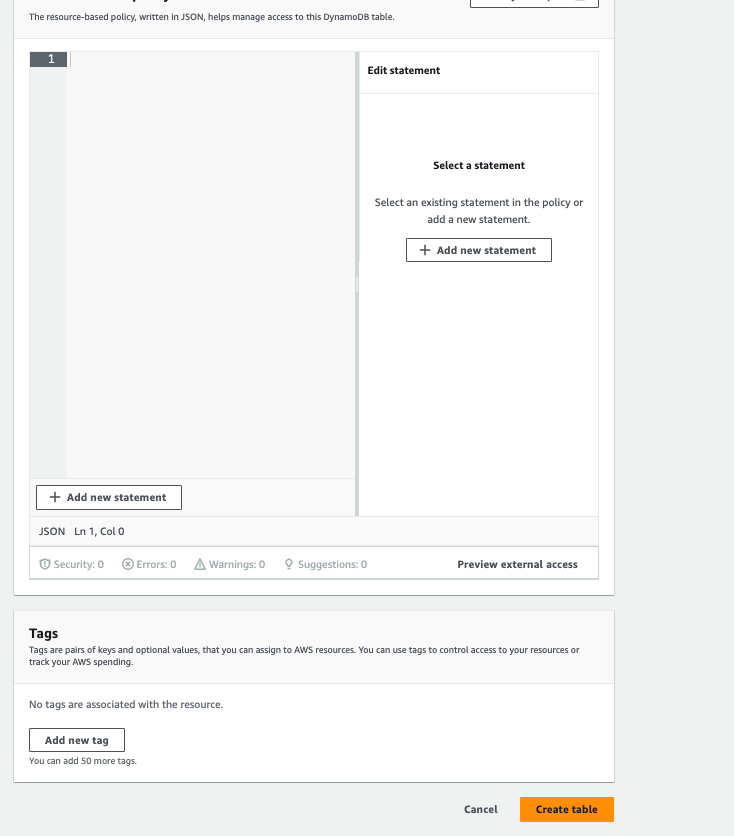 The resource-based policy, written in JSON, helps manage access to this DynamoDB table.
1
Edit statement
Select a statement
Select an existing statement in the policy or
add a new statement.
+ Add new statement
+ Add new statement
JSON Ln 1, Col 0
Security: 0 Errors: 0 Warnings: 0 Suggestions: 0 Preview external access
Tags
Tags are pairs of keys and optional values, that you can assign to AWS resources. You can use tags to control access to your resources or
track your AWS spending.
No tags are associated with the resource.
Add new tag
You can add 50 more tags.
Cancel Create table